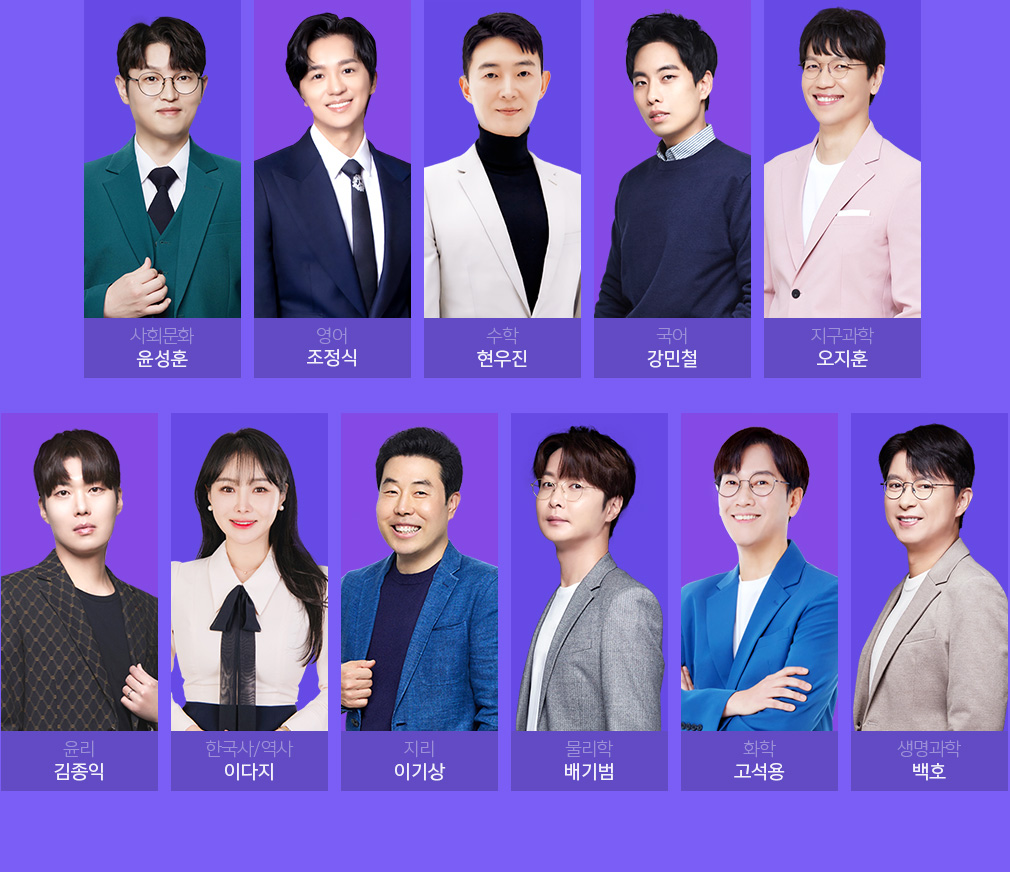 사회문화
윤성훈
영어
조정식
수학
현우진
국어
강민철
지구과학
오지훈
윤리
김종익
한국사/역사
이다지
지리
이기상
물리학
배기범
화학
고석용
생명과학
백호